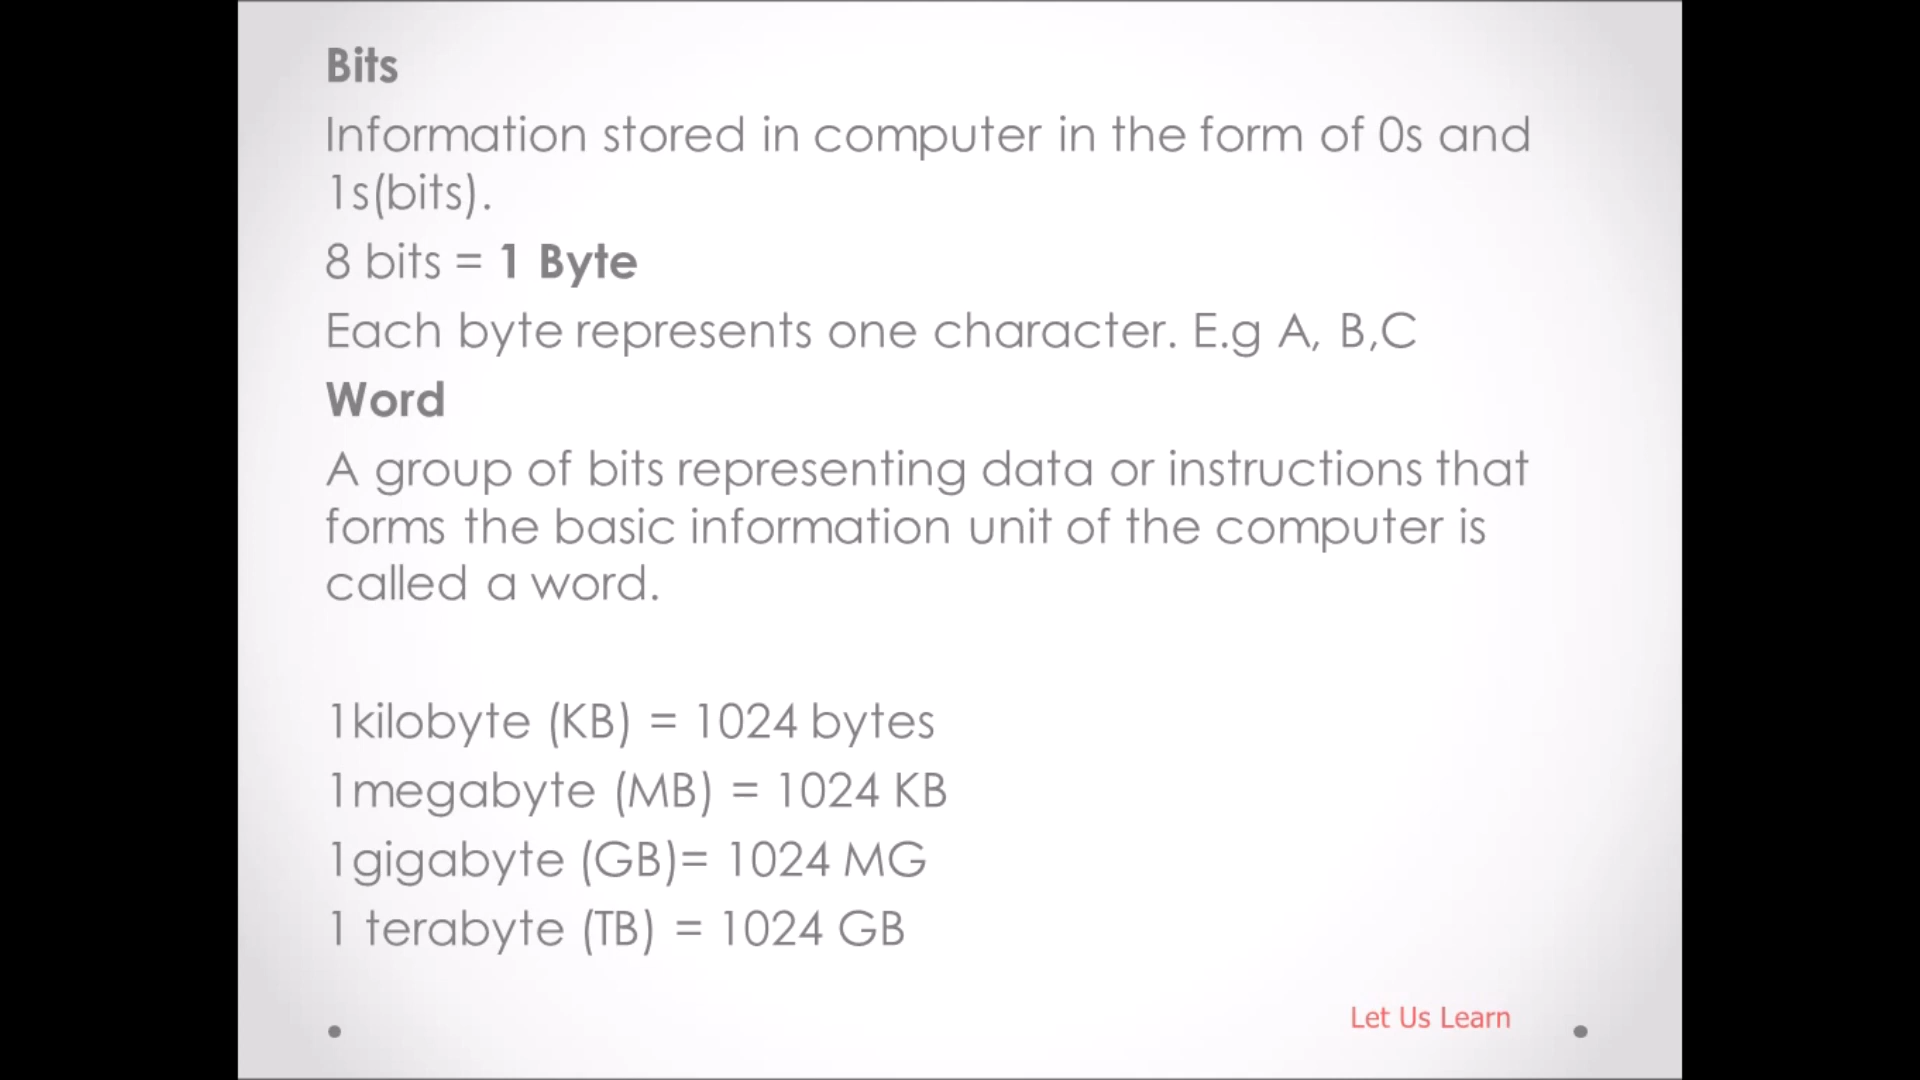 Bits
Information stored in computer in the form of 0s and
1s(bits).
8 bits = 1 Byte
Each byte represents one character. E.g A, B,C
Word
A group of bits representing data or instructions that
forms the basic information unit of the computer is
called a word.
1kilobyte (KB) = 1024 bytes
1megabyte (MB) = 1024 KB
1gigabyte (GB)= 1024 MG
1 terabyte (TB) = 1024 GB
Let Us Learn